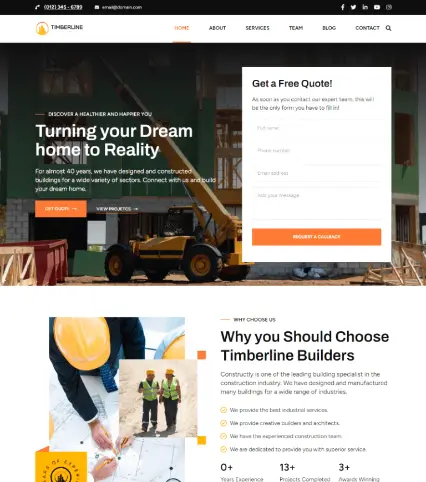 (012) 345 - 6789
email@domain.com
TIMBERLINE
HOME
ABOUT
SERVICES
TEAM
BLOG
CONTACT
DISCOVER A HEALTHIER AND HAPPIER YOU
Turning your Dream
home to Reality
For almost 40 years, we have designed and constructed
buildings for a wide variety of sectors. Connect with us and build
your dream home.
GET QUOTE
VIEW PROJETCS
Get a Free Quote!
As soon as you contact our expert team, this will
be the only form you have to fill in!
Full name
Phone number
Email address
Add your message
REQUEST A CALLBACK
WHY CHOOSE US
Why you Should Choose
Timberline Builders
Constructly is one of the leading building specialist in the
construction industry. We have designed and manufactured
many buildings for a wide range of industries.
We provide the best industrial services.
We provide creative builders and architects.
We have the experienced construction team.
We are dedicated to provide you with superior service.
0+
13+
3+
Years Experience
Projects Completed
Awards Winning